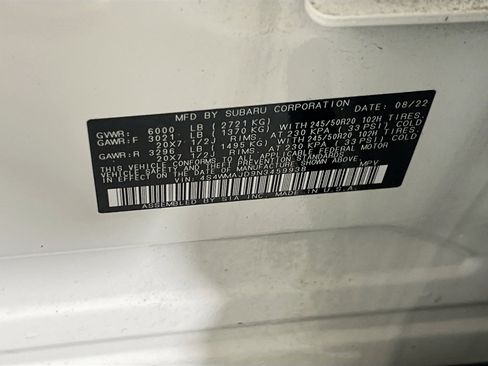 MFD BY SUBARU CORPORATION DATE: 08/22
GVWR: 6000 LB (2721 KG)
GAWR:F 3021 LB (1370 KG) WITH 245/50R20 102H TIRES,
20X7 1/2J RIMS, AT 230 KPA (33 PSI) COLD
GAWR:R 3296 LB (1495 KG) WITH 245/50R20 102H TIRES,
20X7 1/2J RIMS, AT 230 KPA (33 PSI) COLD
THIS VEHICLE CONFORMS TO ALL APPLICABLE FEDERAL MOTOR
VEHICLE SAFETY AND THEFT PREVENTION STANDARDS
IN EFFECT ON THE DATE OF MANUFACTURE SHOWN ABOVE.
VIN: 4S4WMAJD9N3459938 MPV
ASSEMBLED BY SIA INC. MADE IN U.S.A.